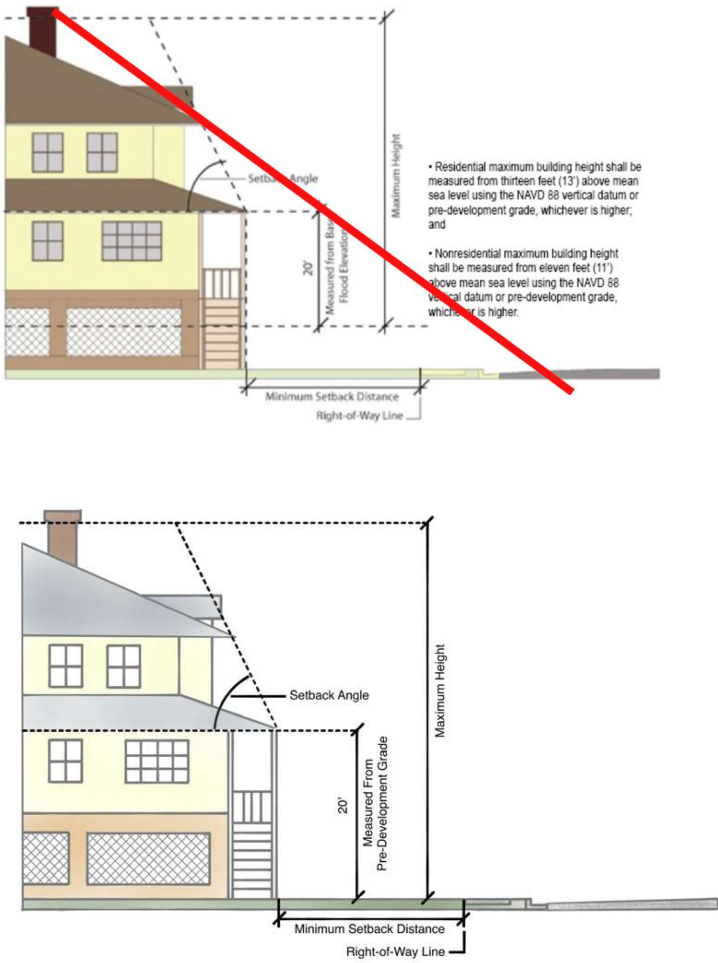 Setback Angle
Maximum Height
20'
Measured from Base
Flood Elevation
• Residential maximum building height shall be
measured from thirteen feet (13') above mean
sea level using the NAVD 88 vertical datum or
pre-development grade, whichever is higher;
and
• Nonresidential maximum building height
shall be measured from eleven feet (11')
above mean sea level using the NAVD 88
vertical datum or pre-development grade,
whichever is higher.
Minimum Setback Distance
Right-of-Way Line
Setback Angle
Maximum Height
20'
Measured From
Pre-Development Grade
Minimum Setback Distance
Right-of-Way Line